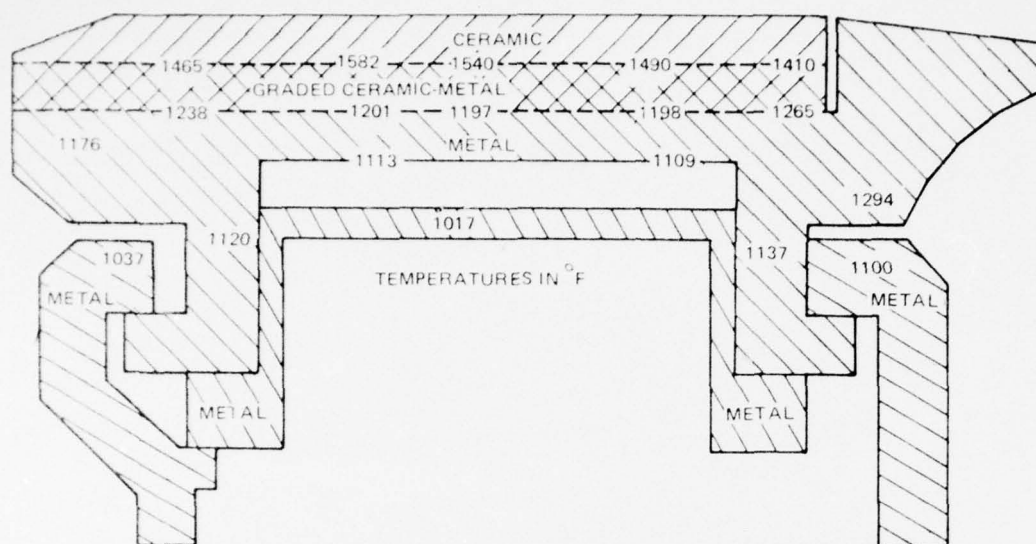 CERAMIC
1465 1582 1540 1490 1410
GRADED CERAMIC-METAL
1238 1201 1197 1198 1265
1176 METAL
1113 1109
1294
1017
1120 1137
1037 1100
TEMPERATURES IN °F
METAL METAL
METAL METAL